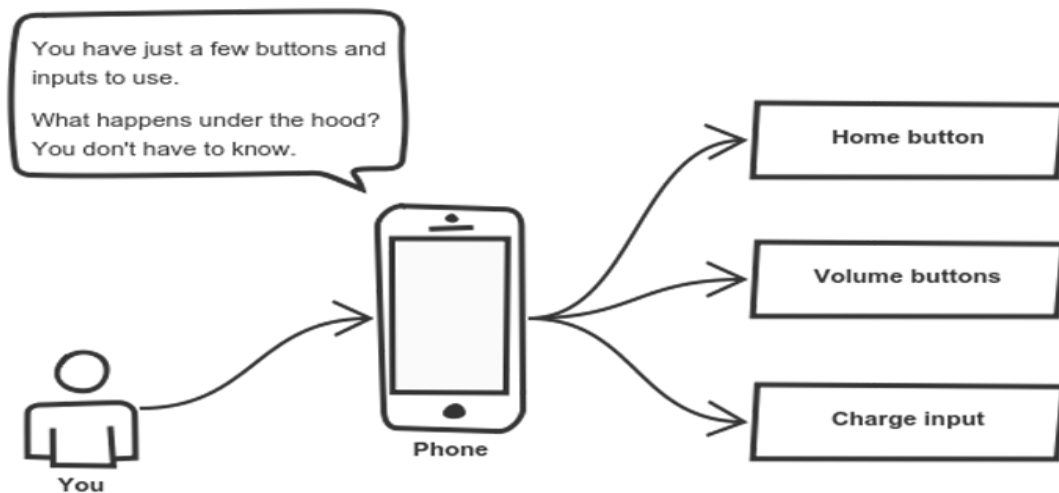 You have just a few buttons and
inputs to use.
What happens under the hood?
You don't have to know.
Home button
Volume buttons
Charge input
Phone
You